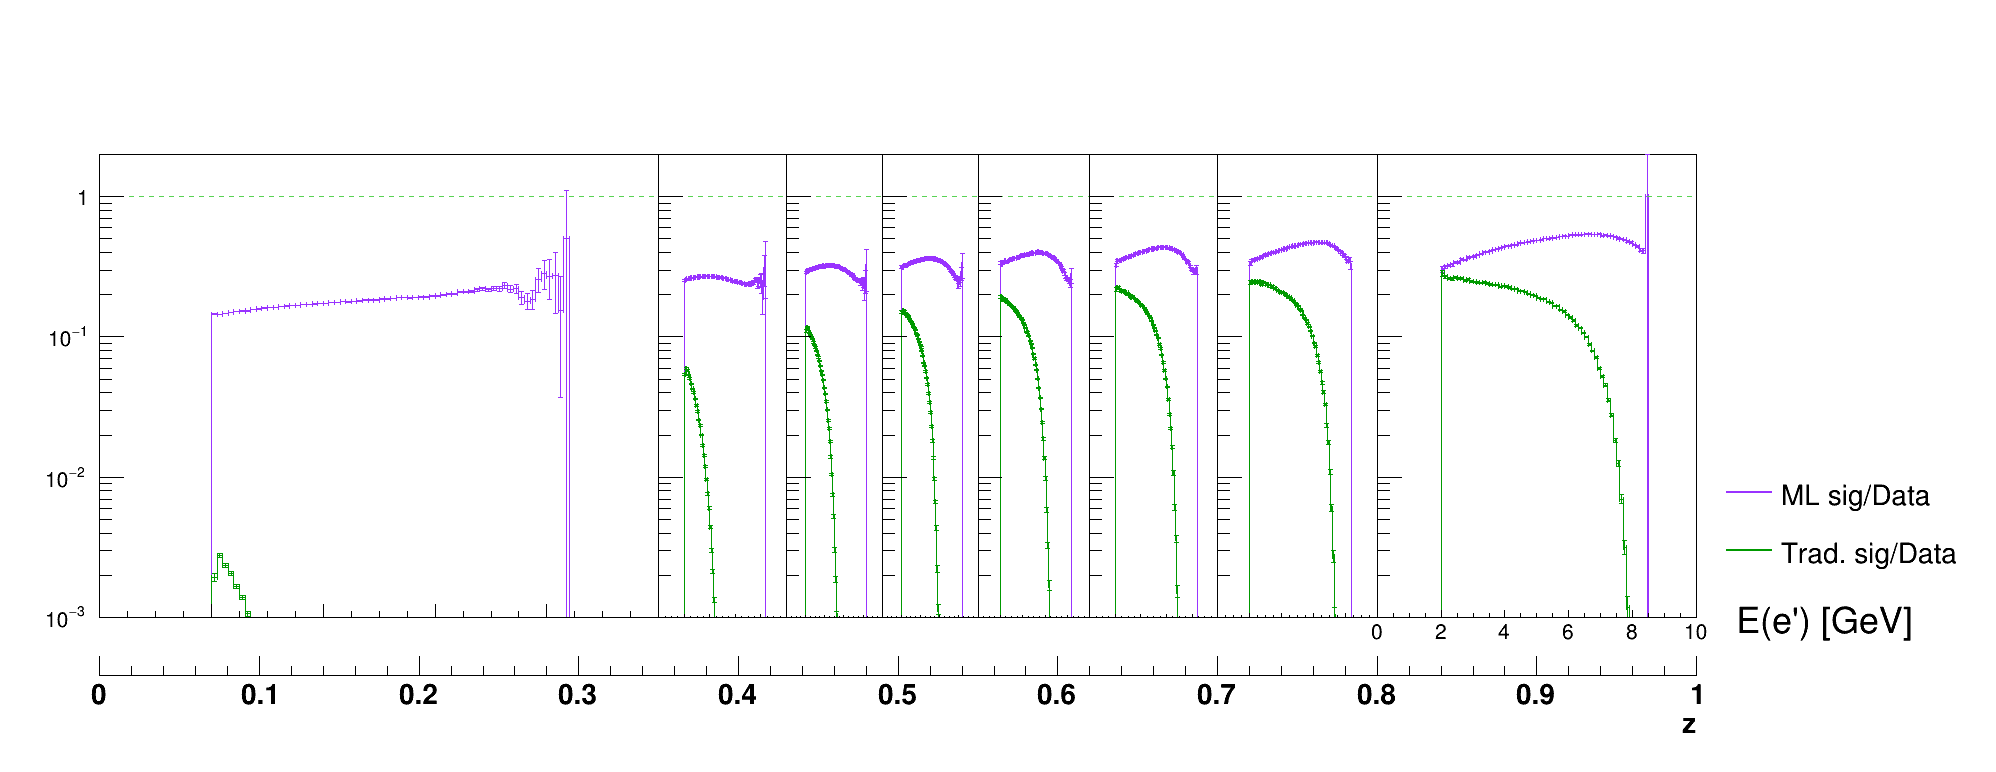 1
10⁻¹
10⁻²
10⁻³
ML sig/Data
Trad. sig/Data
0 2 4 6 8 10
E(e') [GeV]
0 0.1 0.2 0.3 0.4 0.5 0.6 0.7 0.8 0.9 1
z